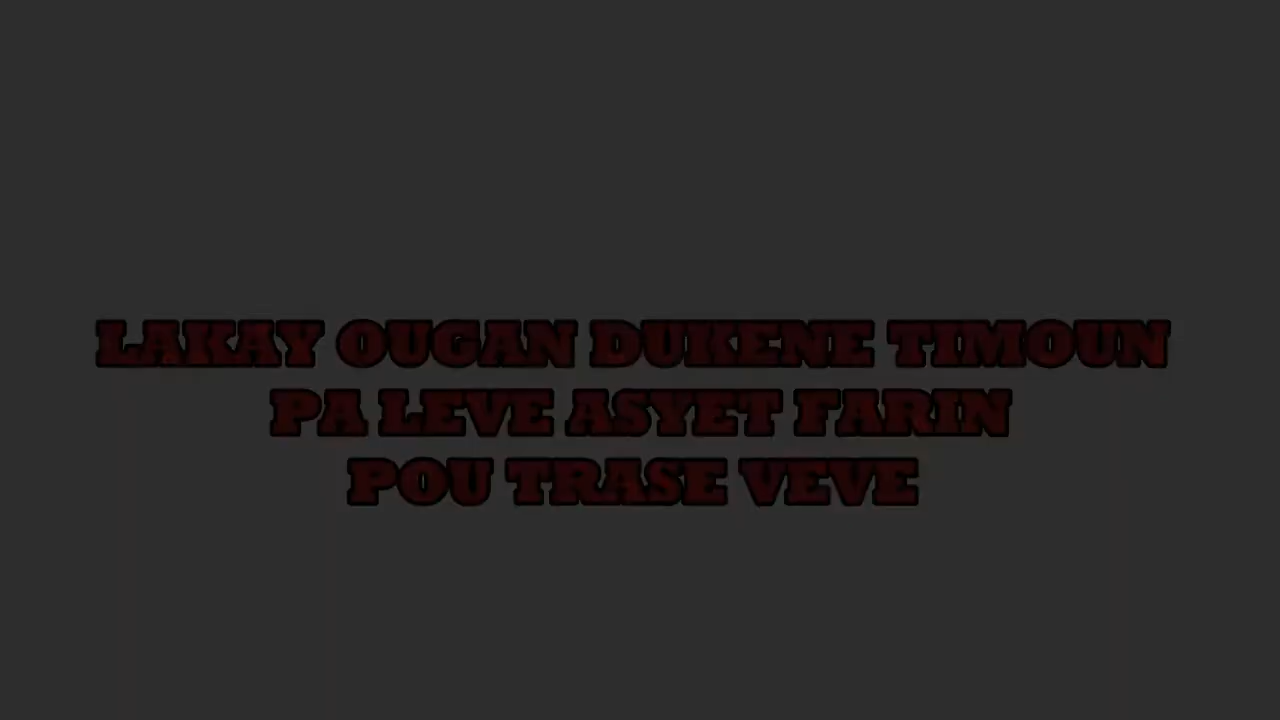 LAKAY OUGAN DUKENE TIMOUN
PA LEVE ASYET FARIN
POU TRASE VEVE